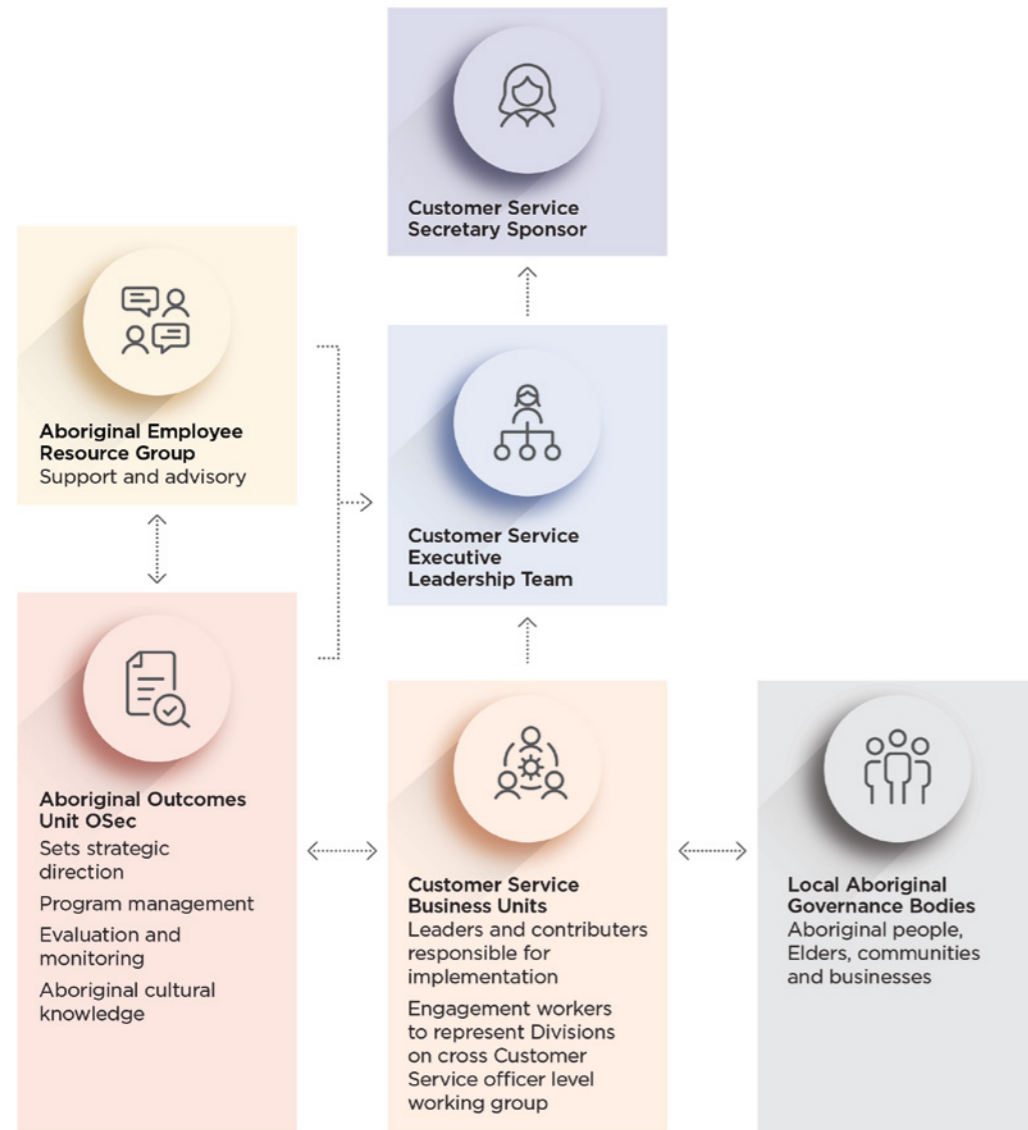 Customer Service
Secretary Sponsor
Aboriginal Employee
Resource Group
Support and advisory
Customer Service
Executive
Leadership Team
Aboriginal Outcomes
Unit OSec
Sets strategic
direction
Program management
Evaluation and
monitoring
Aboriginal cultural
knowledge
Customer Service
Business Units
Leaders and contributers
responsible for
implementation
Engagement workers
to represent Divisions
on cross Customer
Service officer level
working group
Local Aboriginal
Governance Bodies
Aboriginal people,
Elders, communities
and businesses